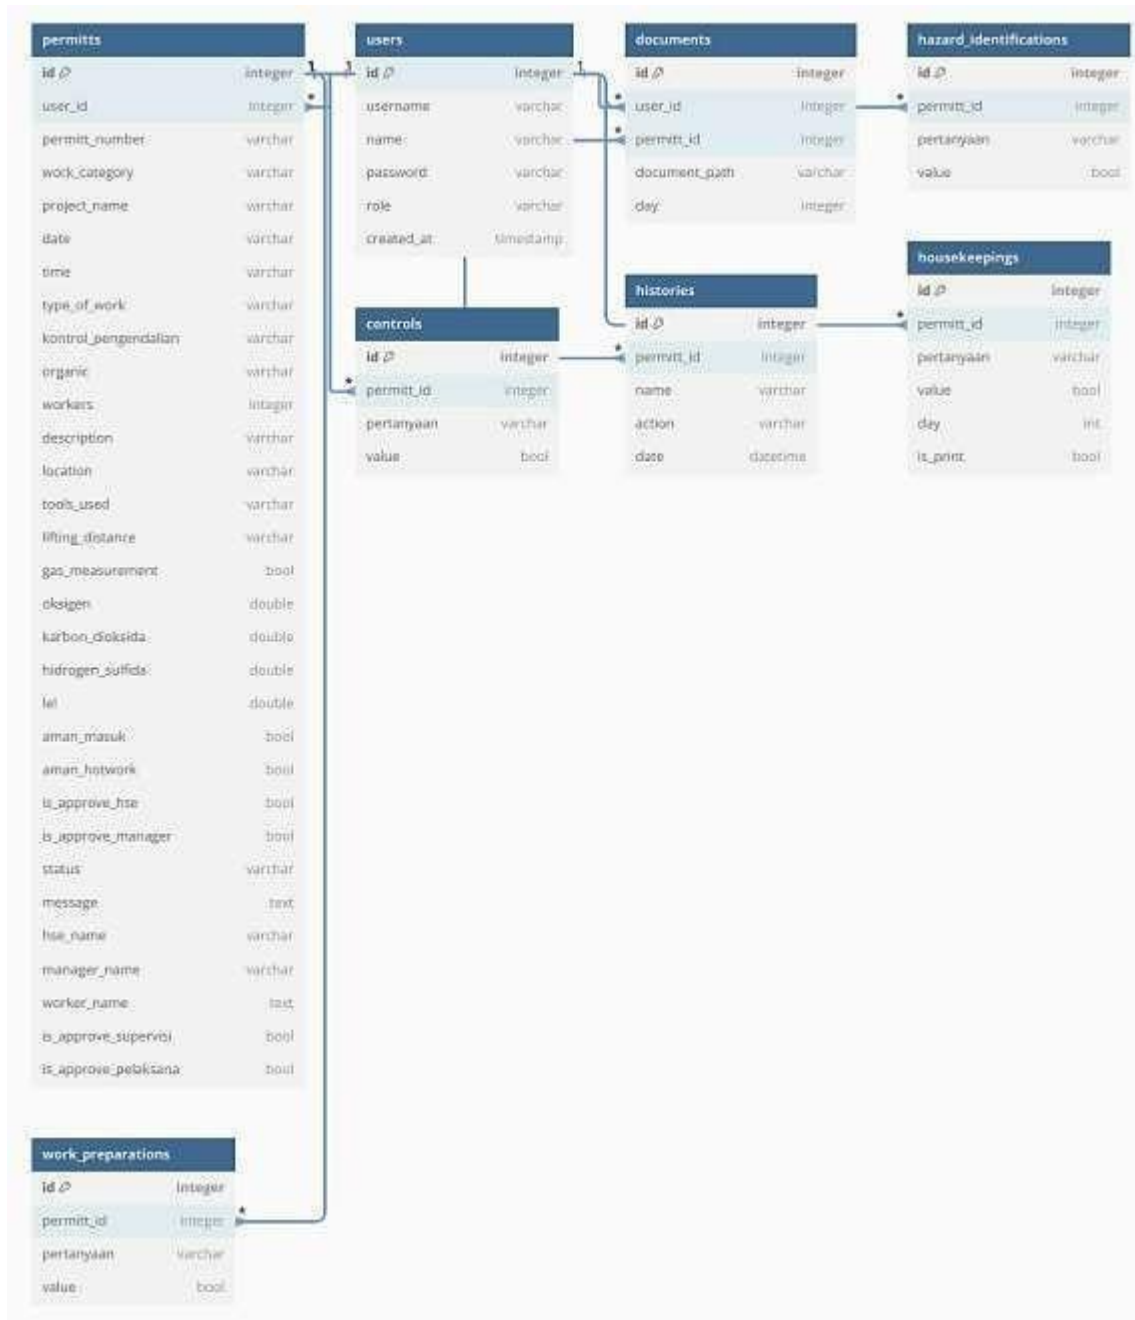 permitts
id integer
user_id integer
permitt_number varchar
work_category varchar
project_name varchar
date varchar
time varchar
type_of_work varchar
kontrol_pengendalian varchar
organic varchar
workers integer
description varchar
location varchar
tools_used varchar
lifting_distance varchar
gas_measurement bool
oksigen double
karbon_dioksida double
hidrogen_sulfida double
lel double
aman_masuk bool
aman_hotwork bool
is_approve_hse bool
is_approve_manager bool
status varchar
message text
hse_name varchar
manager_name varchar
worker_name text
is_approve_supervisi bool
is_approve_pelaksana bool
work_preparations
id integer
permitt_id integer
pertanyaan varchar
value bool
users
id integer
username varchar
name varchar
password varchar
role varchar
created_at timestamp
controls
id integer
permitt_id integer
pertanyaan varchar
value bool
documents
id integer
user_id integer
permitt_id integer
document_path varchar
day integer
histories
id integer
permitt_id integer
name varchar
action varchar
date datetime
hazard_identifications
id integer
permitt_id integer
pertanyaan varchar
value bool
housekeepings
id integer
permitt_id integer
pertanyaan varchar
value bool
day int
is_print bool
1
*
1
*
1
*
*
*
*
*
*